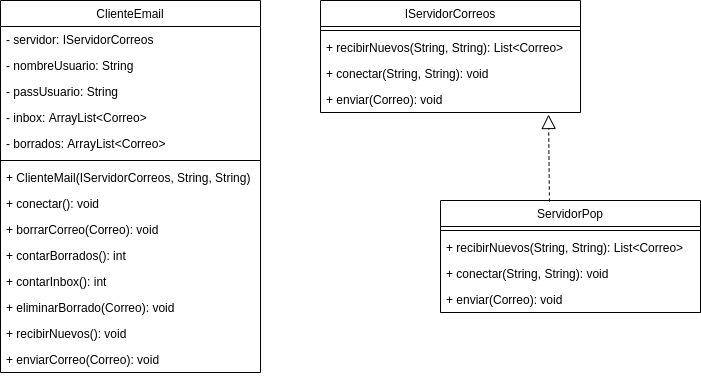 ClienteEmail
- servidor: IServidorCorreos
- nombreUsuario: String
- passUsuario: String
- inbox: ArrayList<Correo>
- borrados: ArrayList<Correo>
+ ClienteMail(IServidorCorreos, String, String)
+ conectar(): void
+ borrarCorreo(Correo): void
+ contarBorrados(): int
+ contarInbox(): int
+ eliminarBorrado(Correo): void
+ recibirNuevos(): void
+ enviarCorreo(Correo): void
IServidorCorreos
+ recibirNuevos(String, String): List<Correo>
+ conectar(String, String): void
+ enviar(Correo): void
ServidorPop
+ recibirNuevos(String, String): List<Correo>
+ conectar(String, String): void
+ enviar(Correo): void